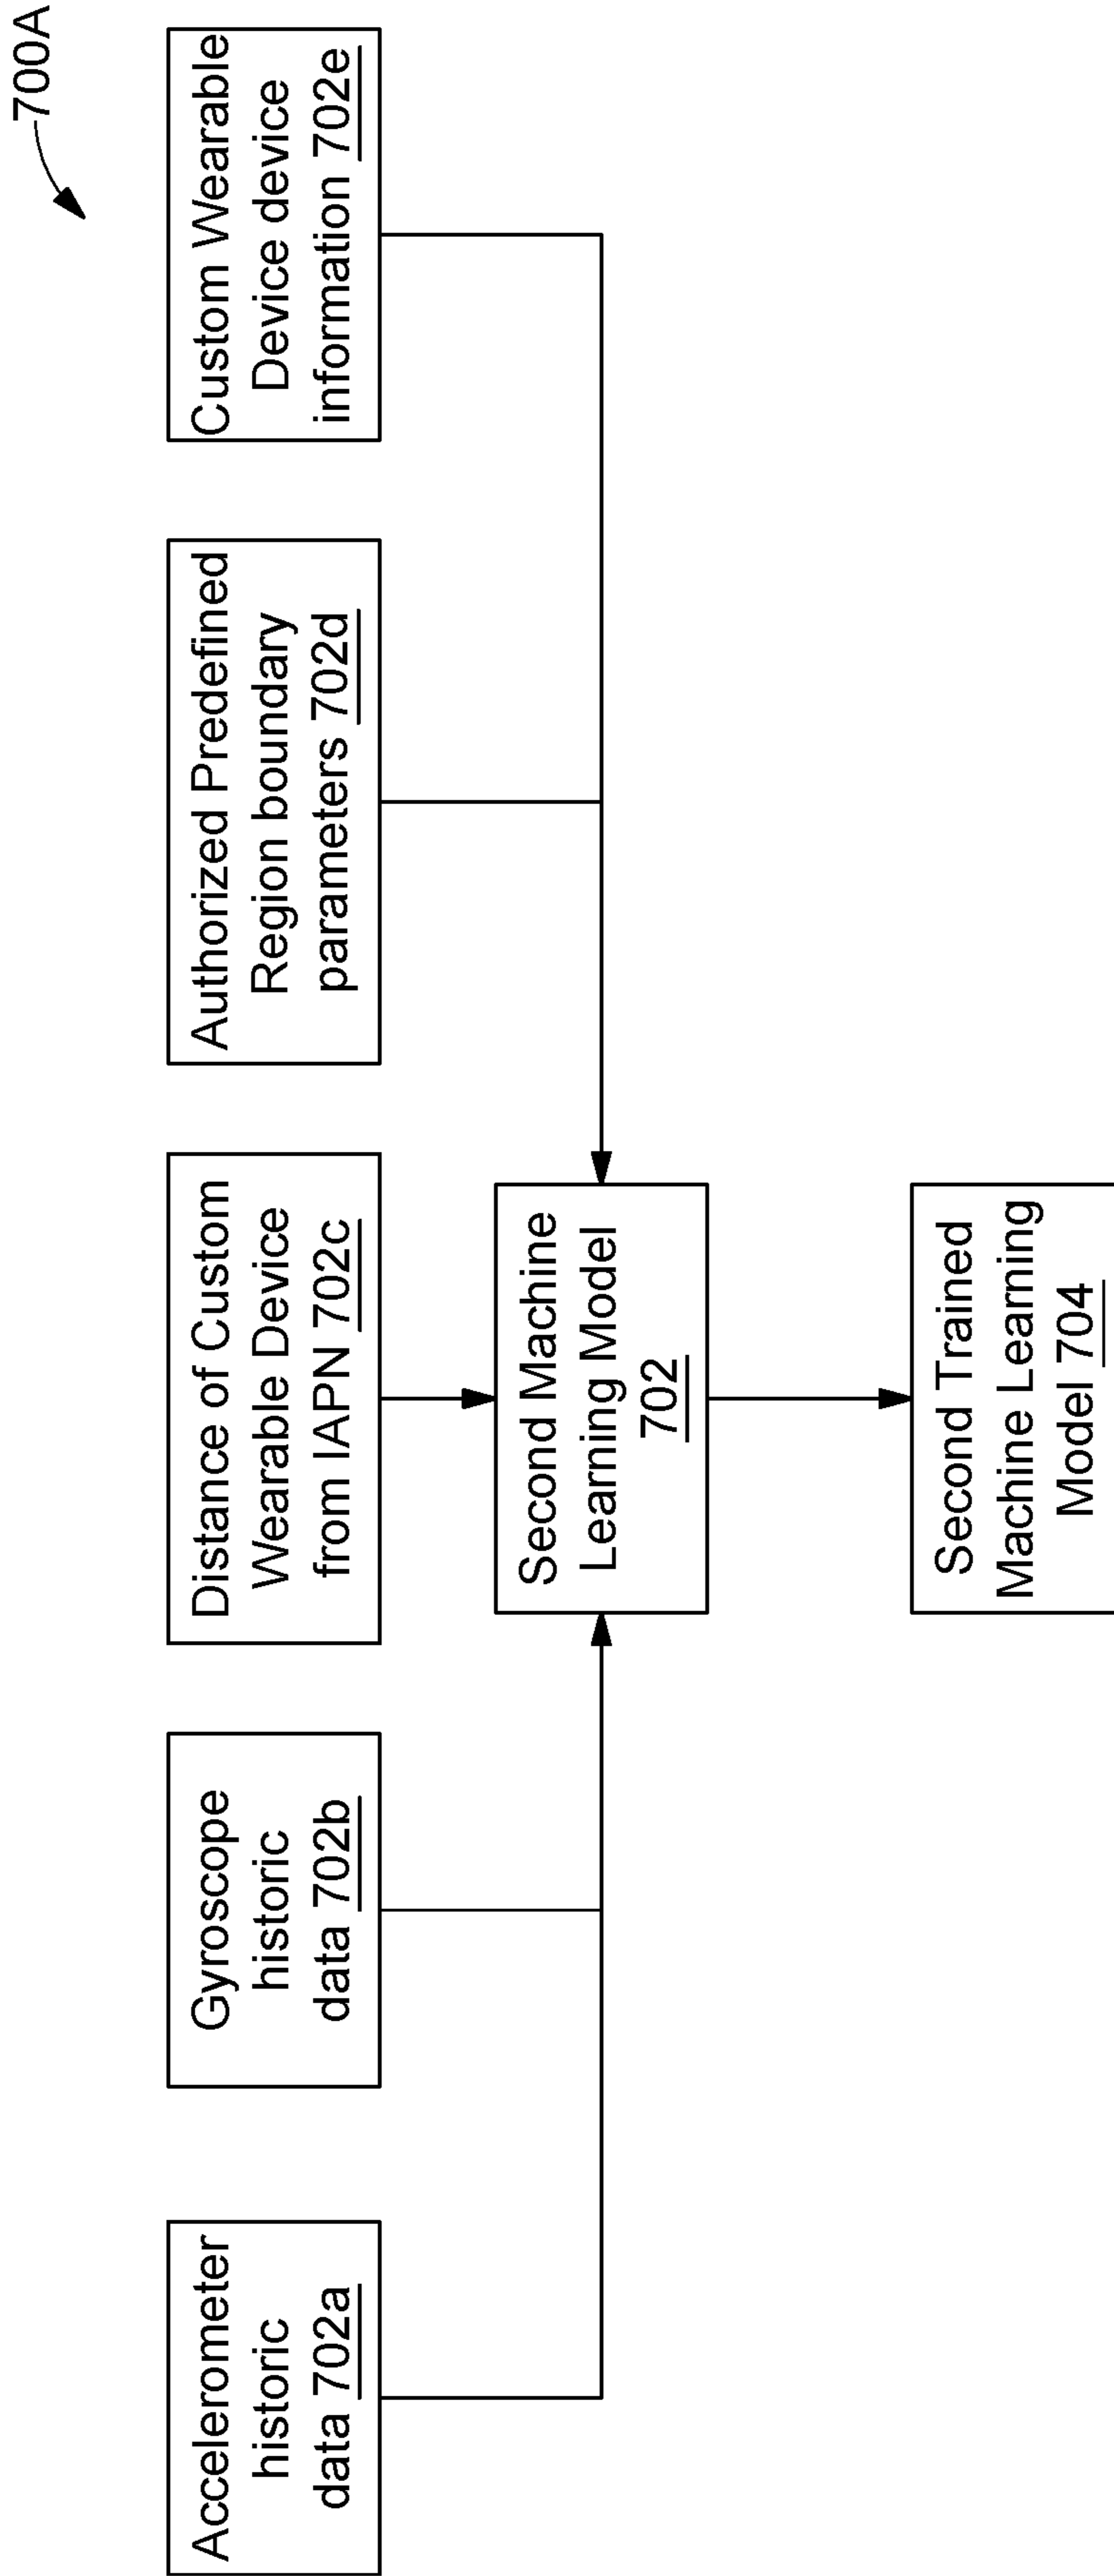 700A
Accelerometer
historic
data 702a
Gyroscope
historic
data 702b
Distance of Custom
Wearable Device
from IAPN 702c
Authorized Predefined
Region boundary
parameters 702d
Custom Wearable
Device device
information 702e
Second Machine
Learning Model
702
Second Trained
Machine Learning
Model 704